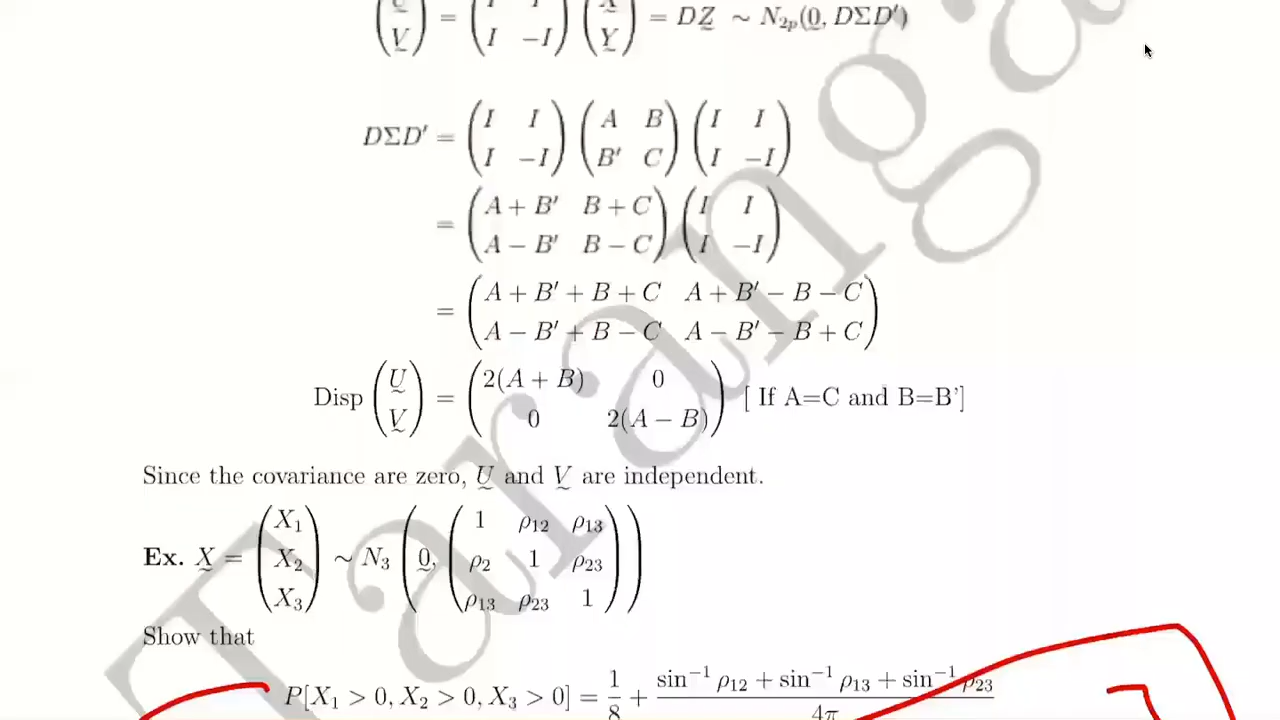 (U V) = (I I I -I) (X Y) = DZ ~ N_{2p}(0, DΣD')
DΣD' = (I I I -I) (A B B' C) (I I I -I)
= (A + B' B + C A − B' B − C) (I I I -I)
= (A + B' + B + C A + B' − B − C A − B' + B − C A − B' − B + C)
Disp (U V) = (2(A + B) 0 0 2(A − B)) [ If A=C and B=B']
Since the covariance are zero, U and V are independent.
Ex. X = (X₁ X₂ X₃) ~ N₃ (0, (1 ρ₁₂ ρ₁₃ ρ₂ 1 ρ₂₃ ρ₁₃ ρ₂₃ 1))
Show that
P[X₁ > 0, X₂ > 0, X₃ > 0] = 1/8 + (sin⁻¹ ρ₁₂ + sin⁻¹ ρ₁₃ + sin⁻¹ ρ₂₃)/4π